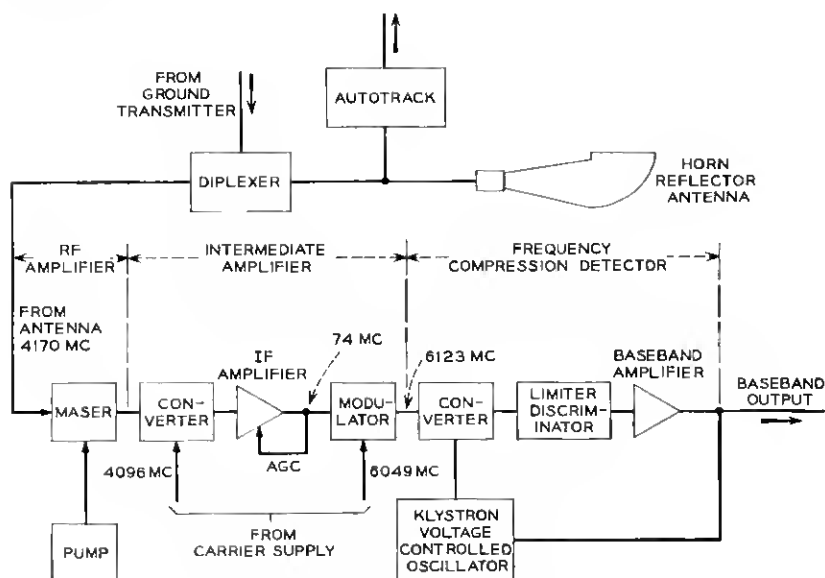 FROM
GROUND
TRANSMITTER
AUTOTRACK
DIPLEXER
HORN
REFLECTOR
ANTENNA
RF
AMPLIFIER
INTERMEDIATE
AMPLIFIER
FREQUENCY
COMPRESSION DETECTOR
FROM
ANTENNA
4170 MC
IF
AMPLIFIER
74 MC
6123 MC
BASEBAND
AMPLIFIER
BASEBAND
OUTPUT
MASER
CON-
VERTER
MODU-
LATOR
CON-
VERTER
LIMITER
DISCRIM-
INATOR
4096 MC
AGC
6049 MC
PUMP
FROM
CARRIER SUPPLY
KLYSTRON
VOLTAGE
CONTROLLED
OSCILLATOR